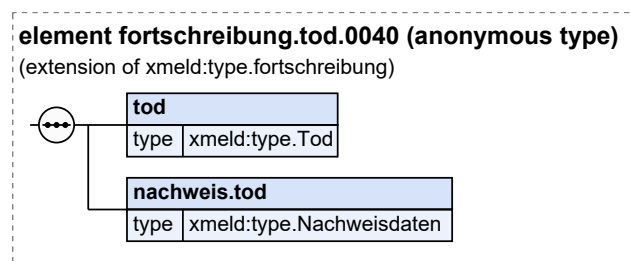 element fortschreibung.tod.0040 (anonymous type)
(extension of xmeld:type.fortschreibung)
tod
type xmeld:type.Tod
nachweis.tod
type xmeld:type.Nachweisdaten